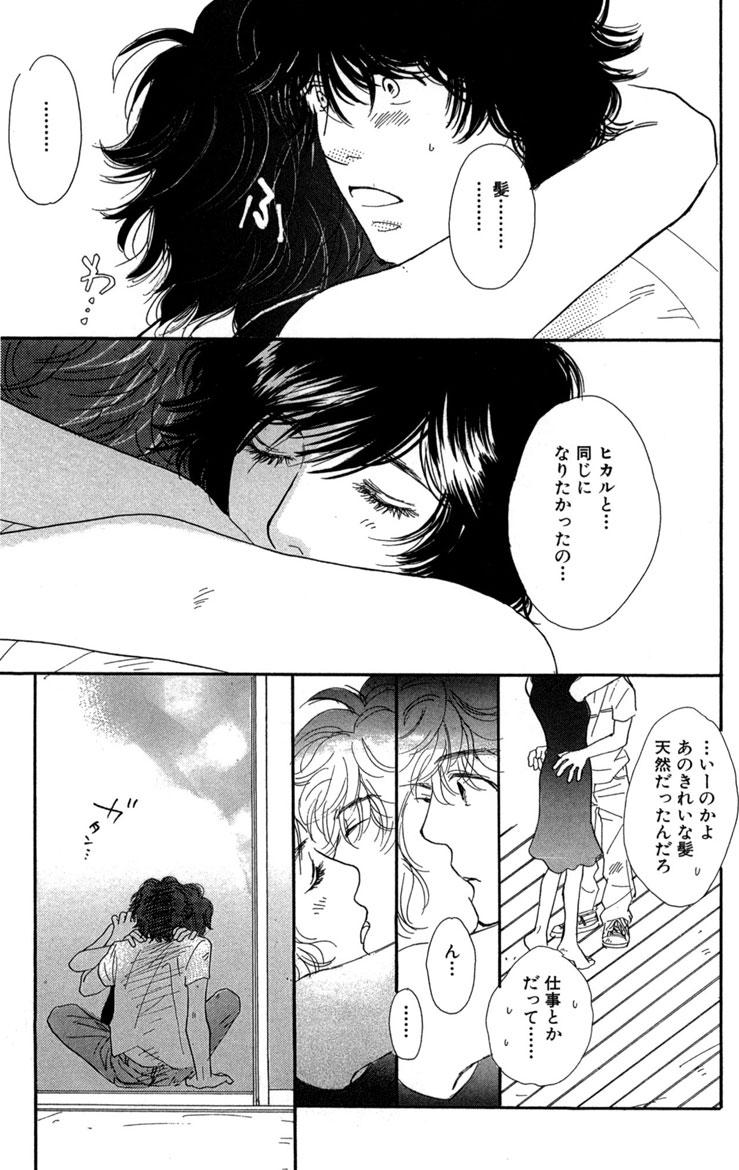 髪………
………
ふわ…
ヒカルと…
同じに
なりたかったの…
…いーのかよ
あのきれいな髪
天然だったんだろ
仕事とか
だって……
ん…
……
ガタン…